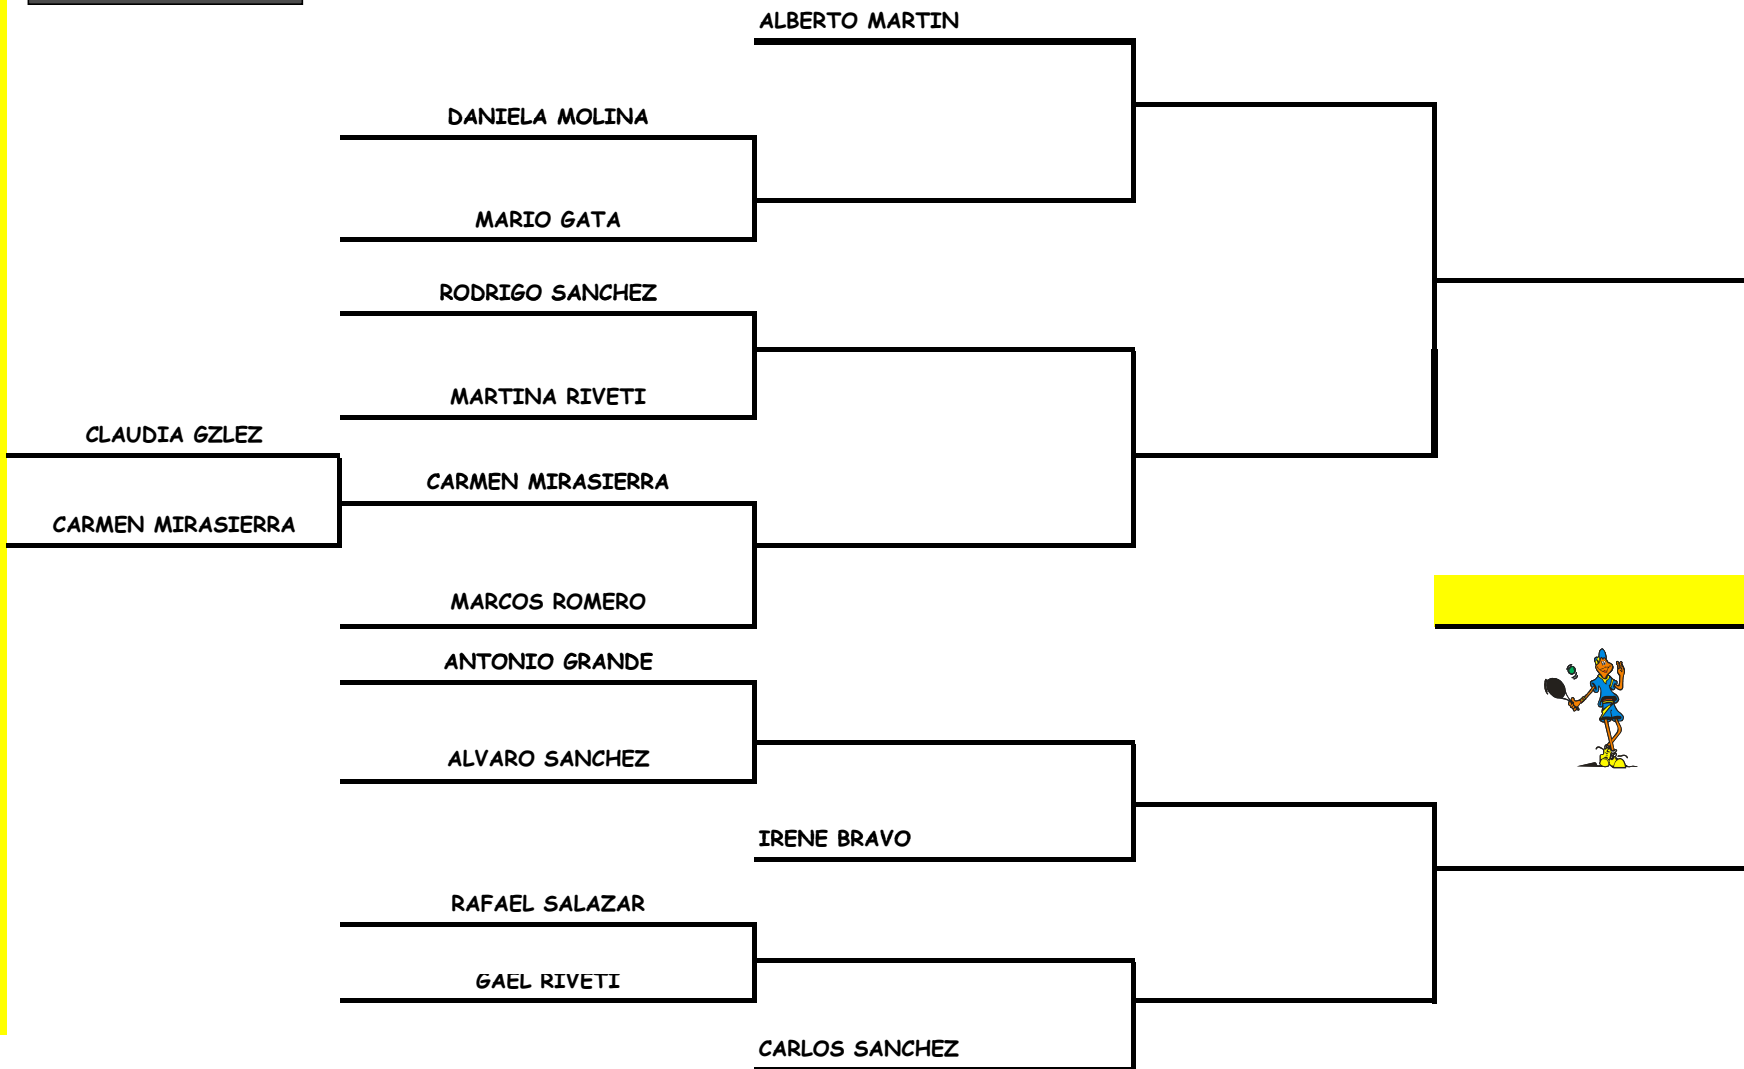 ALBERTO MARTIN
DANIELA MOLINA
MARIO GATA
RODRIGO SANCHEZ
MARTINA RIVETI
CLAUDIA GZLEZ
CARMEN MIRASIERRA
CARMEN MIRASIERRA
MARCOS ROMERO
ANTONIO GRANDE
ALVARO SANCHEZ
IRENE BRAVO
RAFAEL SALAZAR
GAEL RIVETI
CARLOS SANCHEZ